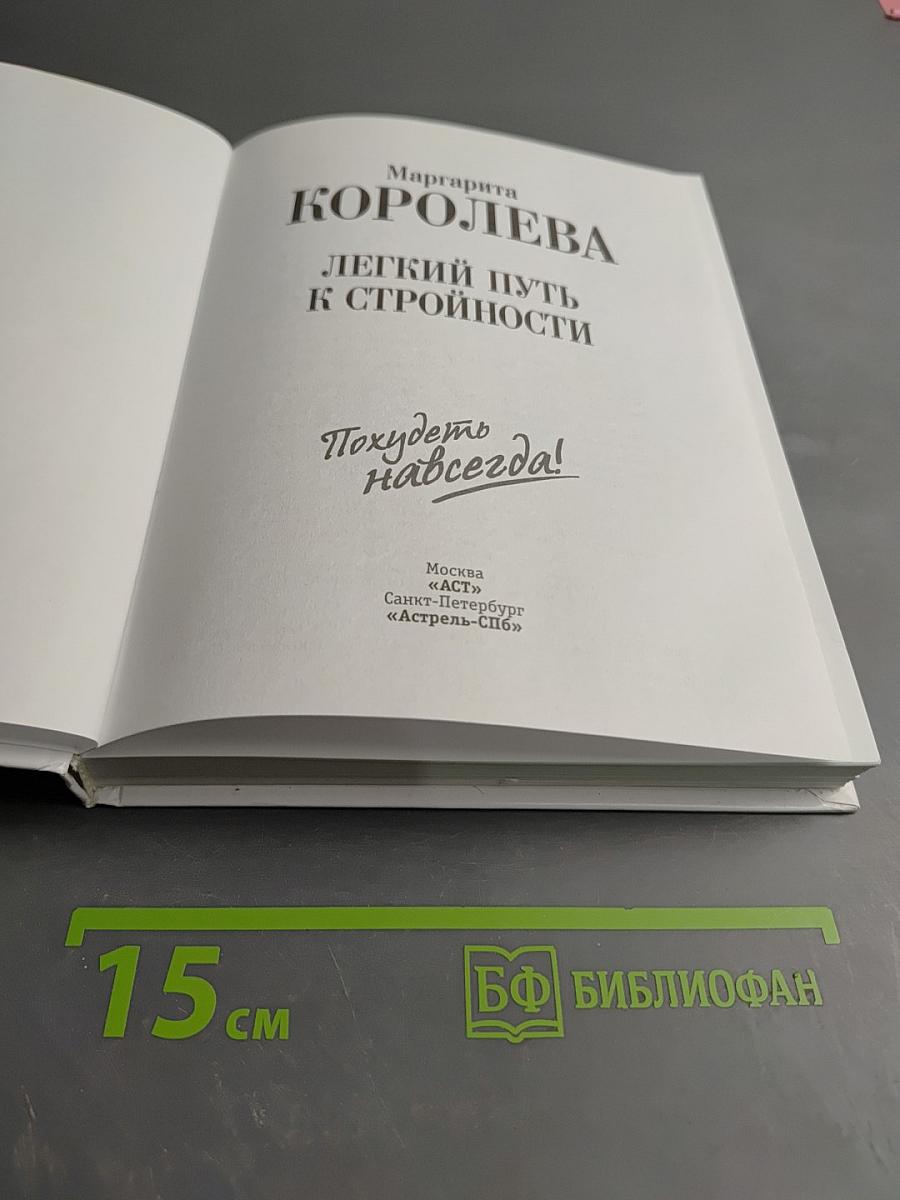 Маргарита
КОРОЛЕВА
ЛЕГКИЙ ПУТЬ
К СТРОЙНОСТИ
Похудеть
навсегда!
Москва
«АСТ»
Санкт-Петербург
«Астрель-СПб»
15 см
БФ БИБЛИОФАН